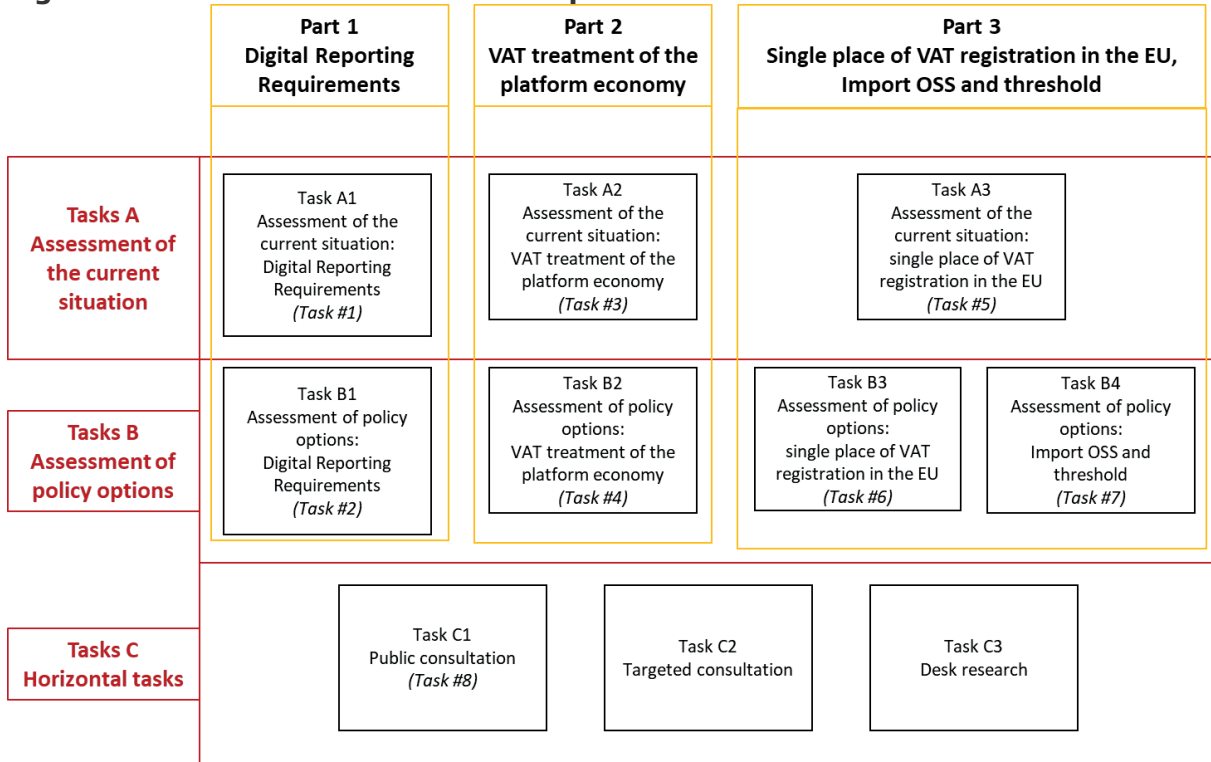 Part 1
Digital Reporting
Requirements
Part 2
VAT treatment of the
platform economy
Part 3
Single place of VAT registration in the EU,
Import OSS and threshold
Tasks A
Assessment of
the current
situation
Task A1
Assessment of the
current situation:
Digital Reporting
Requirements
(Task #1)
Task A2
Assessment of the
current situation:
VAT treatment of the
platform economy
(Task #3)
Task A3
Assessment of the
current situation:
single place of VAT
registration in the EU
(Task #5)
Tasks B
Assessment of
policy options
Task B1
Assessment of policy
options:
Digital Reporting
Requirements
(Task #2)
Task B2
Assessment of policy
options:
VAT treatment of the
platform economy
(Task #4)
Task B3
Assessment of policy
options:
single place of VAT
registration in the EU
(Task #6)
Task B4
Assessment of policy
options:
Import OSS and
threshold
(Task #7)
Tasks C
Horizontal tasks
Task C1
Public consultation
(Task #8)
Task C2
Targeted consultation
Task C3
Desk research